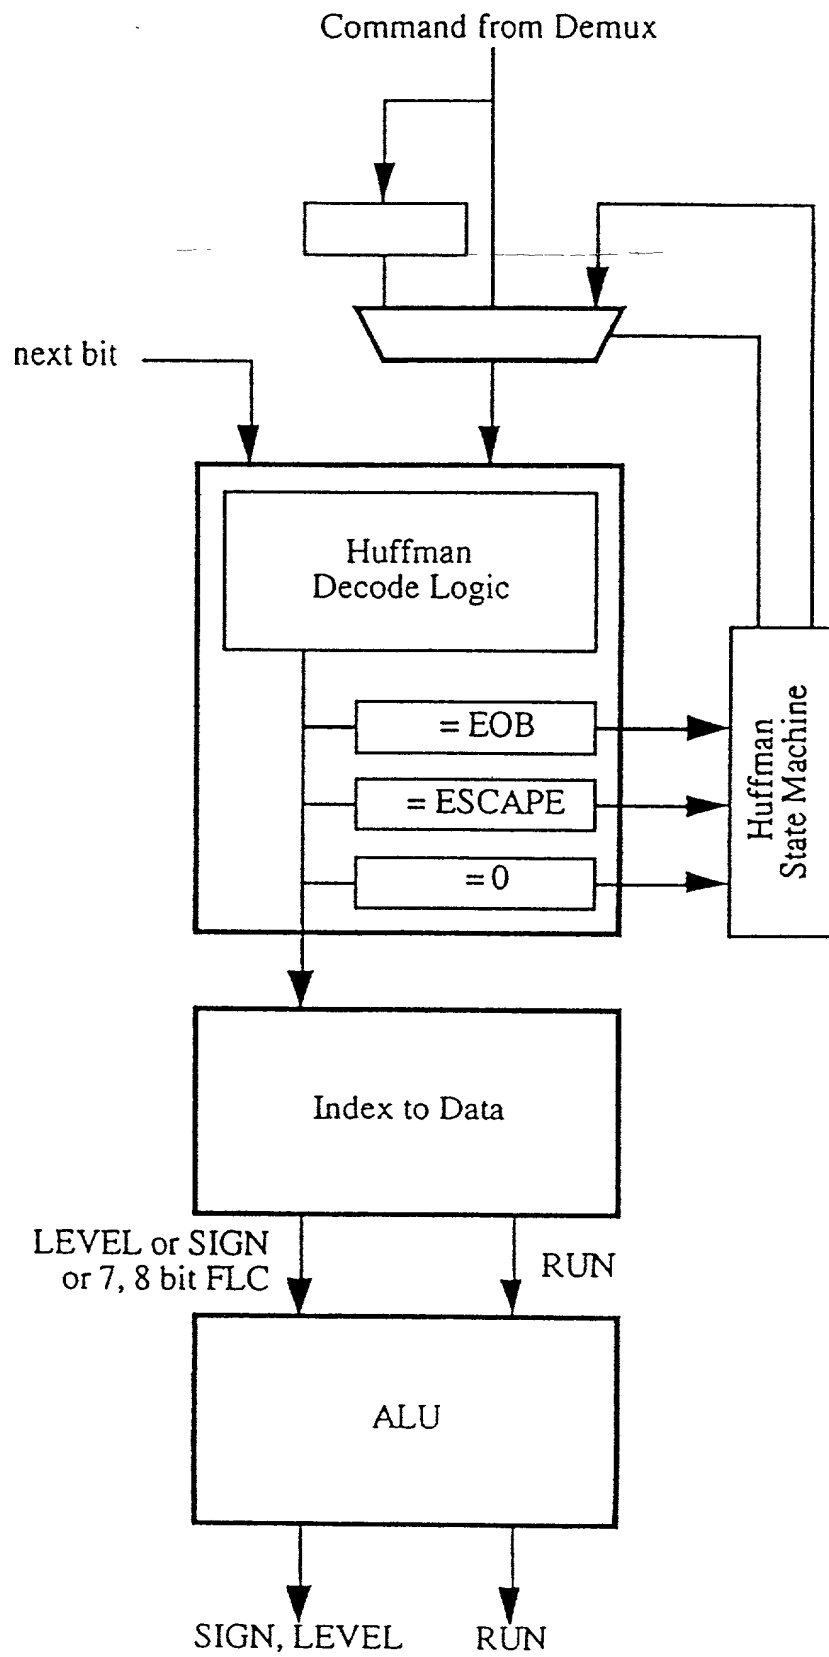 Command from Demux
next bit
Huffman
Decode Logic
= EOB
= ESCAPE
= 0
Huffman
State Machine
Index to Data
LEVEL or SIGN
or 7, 8 bit FLC
RUN
ALU
SIGN, LEVEL
RUN